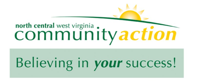 north central west virginia
communityaction
Believing in your success!